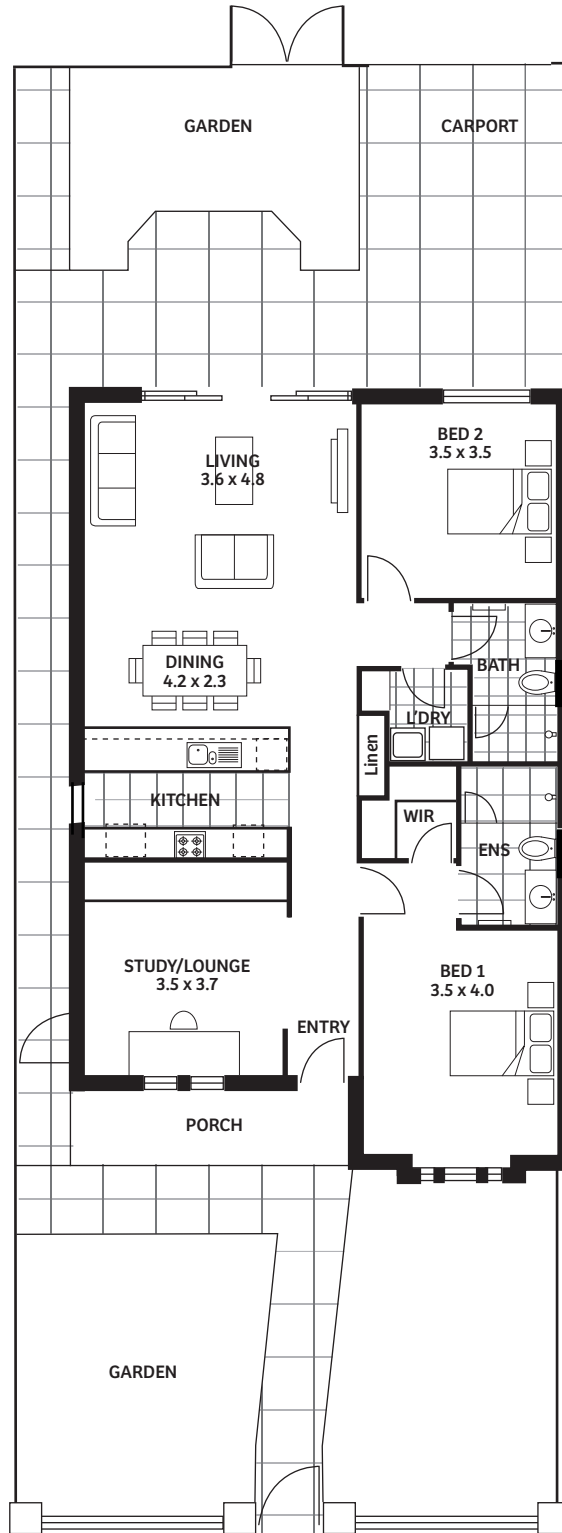 GARDEN
CARPORT
LIVING
3.6 x 4.8
BED 2
3.5 x 3.5
DINING
4.2 x 2.3
BATH
L'DRY
Linen
KITCHEN
WIR
ENS
STUDY/LOUNGE
3.5 x 3.7
BED 1
3.5 x 4.0
ENTRY
PORCH
GARDEN